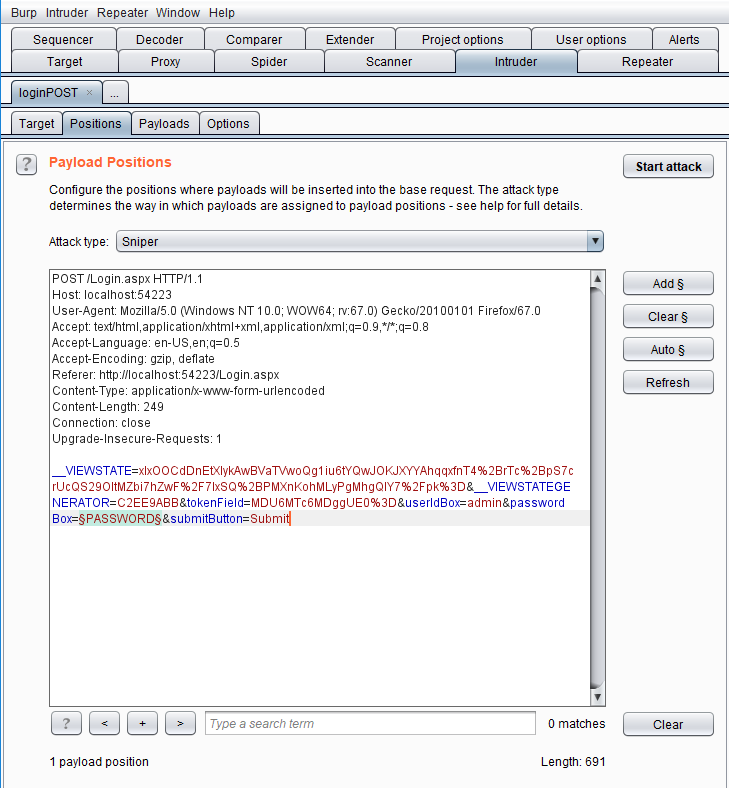 Burp Intruder Repeater Window Help
Sequencer Decoder Comparer Extender Project options User options Alerts
Target Proxy Spider Scanner Intruder Repeater
loginPOST × ...
Target Positions Payloads Options
? Payload Positions Start attack
Configure the positions where payloads will be inserted into the base request. The attack type
determines the way in which payloads are assigned to payload positions - see help for full details.
Attack type: Sniper
POST /Login.aspx HTTP/1.1
Host: localhost:54223
User-Agent: Mozilla/5.0 (Windows NT 10.0; WOW64; rv:67.0) Gecko/20100101 Firefox/67.0
Accept: text/html,application/xhtml+xml,application/xml;q=0.9,*/*;q=0.8
Accept-Language: en-US,en;q=0.5
Accept-Encoding: gzip, deflate
Referer: http://localhost:54223/Login.aspx
Content-Type: application/x-www-form-urlencoded
Content-Length: 249
Connection: close
Upgrade-Insecure-Requests: 1
__VIEWSTATE=xlxOOCdDnEtXlykAwBVaTVwoQg1iu6tYQwJOKJXYYAhqqxfnT4%2BrTc%2BpS7c
rUcQS29OltMZbi7hZwF%2F7lxSQ%2BPMXnKohMLyPgMhgQlY7%2Fpk%3D&__VIEWSTATEGE
NERATOR=C2EE9ABB&tokenField=MDU6MTc6MDggUE0%3D&userIdBox=admin&password
Box=§PASSWORD§&submitButton=Submit
Add §
Clear §
Auto §
Refresh
? < + > Type a search term 0 matches Clear
1 payload position Length: 691